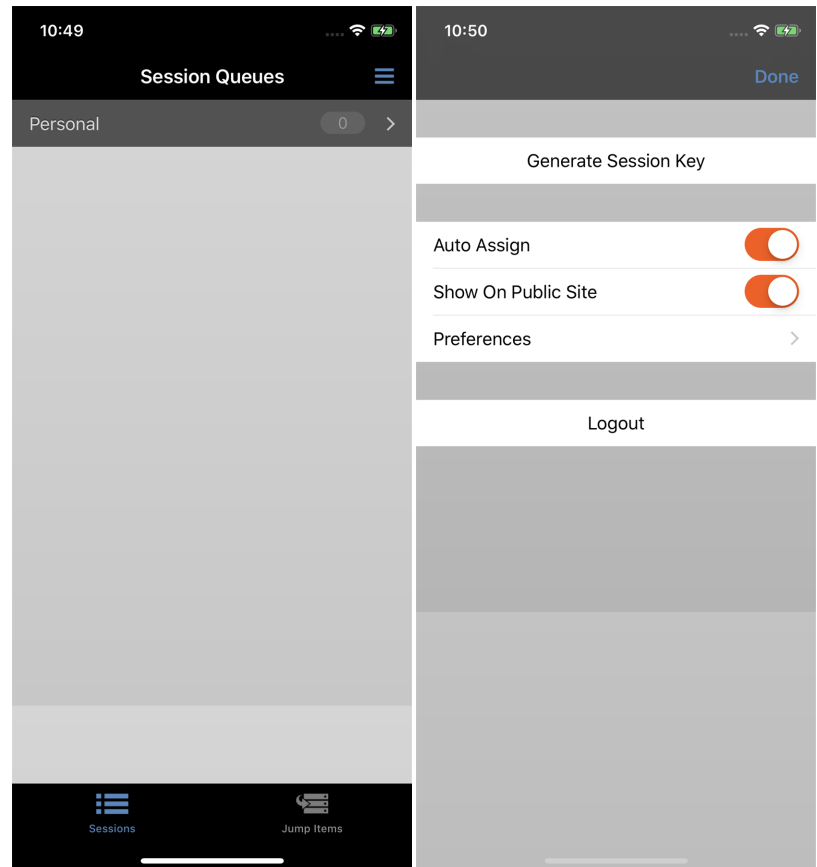 10:49
Session Queues
Personal 0
Sessions Jump Items
10:50
Done
Generate Session Key
Auto Assign
Show On Public Site
Preferences
Logout